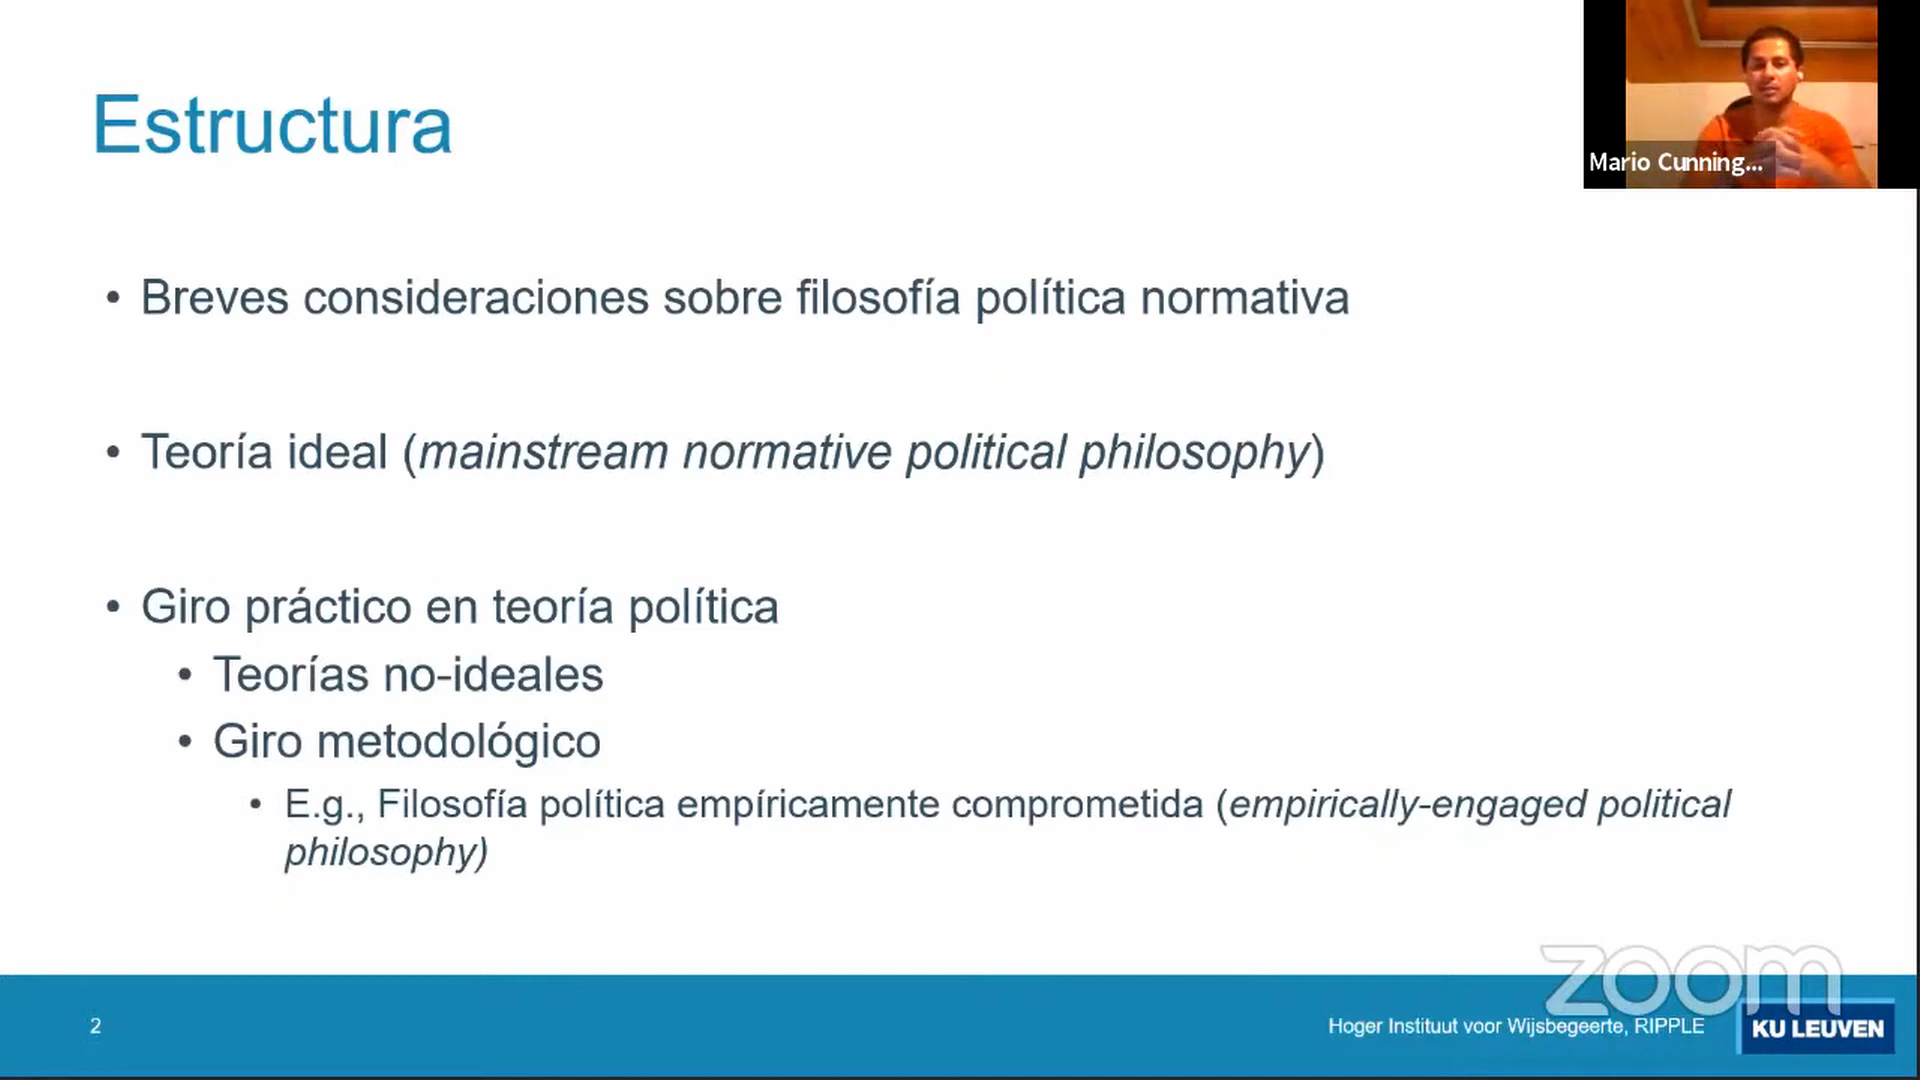 Estructura
Mario Cunning...
• Breves consideraciones sobre filosofía política normativa
• Teoría ideal (mainstream normative political philosophy)
• Giro práctico en teoría política
• Teorías no-ideales
• Giro metodológico
• E.g., Filosofía política empíricamente comprometida (empirically-engaged political
philosophy)
zoom
2
Hoger Instituut voor Wijsbegeerte, RIPPLE
KU LEUVEN